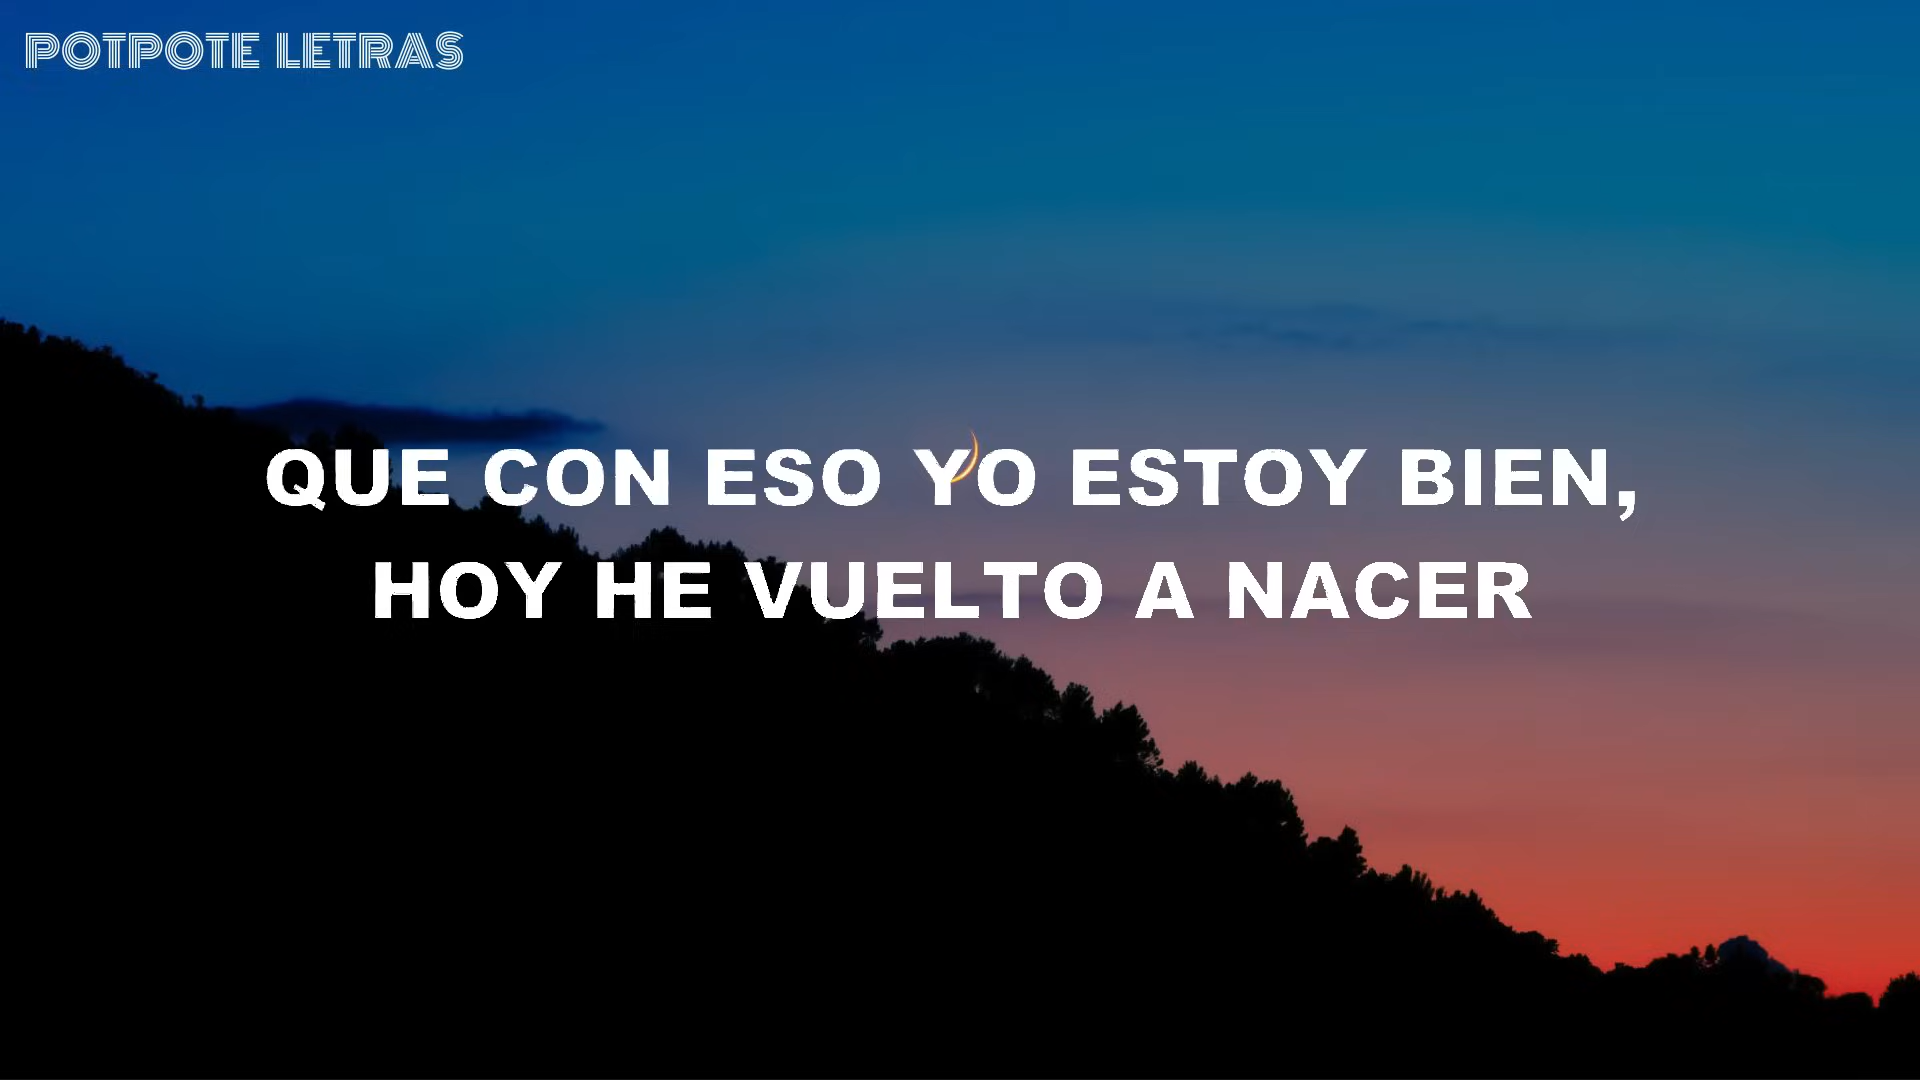 POTPOTE LETRAS
QUE CON ESO YO ESTOY BIEN,
HOY HE VUELTO A NACER